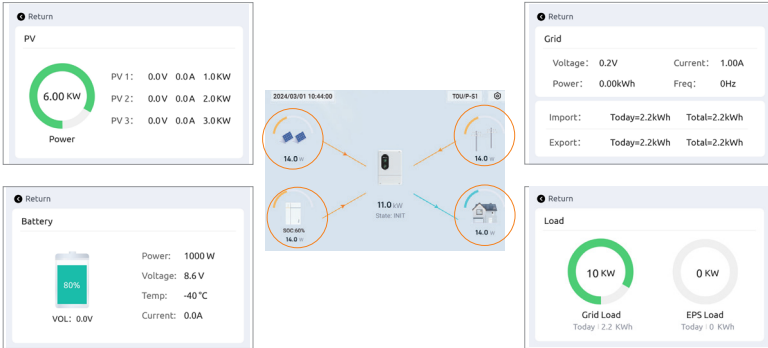 Return
PV
6.00 KW
Power
PV 1: 0.0V 0.0A 1.0KW
PV 2: 0.0V 0.0A 2.0KW
PV 3: 0.0V 0.0A 3.0KW
Return
Battery
80%
VOL: 0.0V
Power: 1000 W
Voltage: 8.6 V
Temp: -40 °C
Current: 0.0A
2024/03/01 10:44:00 TOU/P-S1
14.0 W
14.0 W
11.0 kW
State: INIT
SOC:60%
14.0 W
14.0 W
Return
Grid
Voltage: 0.2V Current: 1.00A
Power: 0.00kWh Freq: 0Hz
Import: Today=2.2kWh Total=2.2kWh
Export: Today=2.2kWh Total=2.2kWh
Return
Load
10 KW
Grid Load
Today : 2.2 KWh
0 KW
EPS Load
Today : 0 KWh